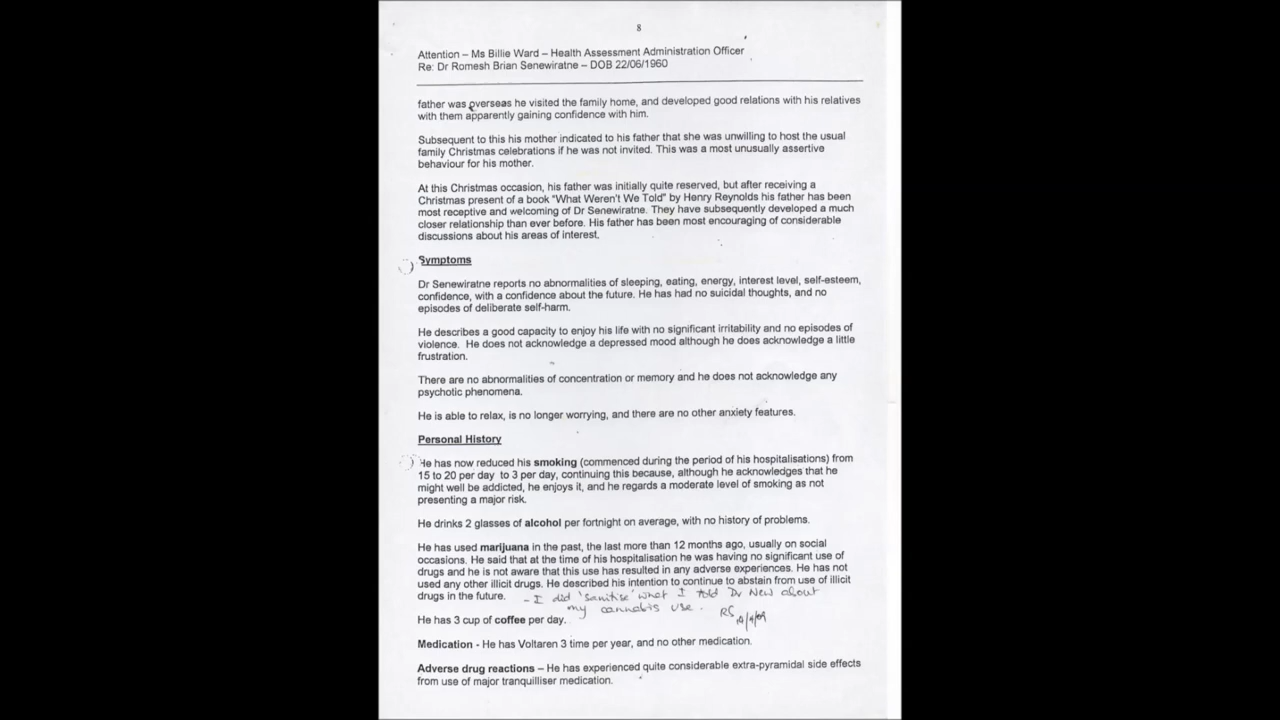 8
Attention – Ms Billie Ward – Health Assessment Administration Officer
Re: Dr Romesh Brian Senewiratne – DOB 22/06/1960
father was overseas he visited the family home, and developed good relations with his relatives
with them apparently gaining confidence with him.
Subsequent to this his mother indicated to his father that she was unwilling to host the usual
family Christmas celebrations if he was not invited. This was a most unusually assertive
behaviour for his mother.
At this Christmas occasion, his father was initially quite reserved, but after receiving a
Christmas present of a book "What Weren't We Told" by Henry Reynolds his father has been
most receptive and welcoming of Dr Senewiratne. They have subsequently developed a much
closer relationship than ever before. His father has been most encouraging of considerable
discussions about his areas of interest.
Symptoms
Dr Senewiratne reports no abnormalities of sleeping, eating, energy, interest level, self-esteem,
confidence, with a confidence about the future. He has had no suicidal thoughts, and no
episodes of deliberate self-harm.
He describes a good capacity to enjoy his life with no significant irritability and no episodes of
violence. He does not acknowledge a depressed mood although he does acknowledge a little
frustration.
There are no abnormalities of concentration or memory and he does not acknowledge any
psychotic phenomena.
He is able to relax, is no longer worrying, and there are no other anxiety features.
Personal History
He has now reduced his smoking (commenced during the period of his hospitalisations) from
15 to 20 per day to 3 per day, continuing this because, although he acknowledges that he
might well be addicted, he enjoys it, and he regards a moderate level of smoking as not
presenting a major risk.
He drinks 2 glasses of alcohol per fortnight on average, with no history of problems.
He has used marijuana in the past, the last more than 12 months ago, usually on social
occasions. He said that at the time of his hospitalisation he was having no significant use of
drugs and he is not aware that this use has resulted in any adverse experiences. He has not
used any other illicit drugs. He described his intention to continue to abstain from use of illicit
drugs in the future. - I did 'sanitise' what I told Dr New about
my cannabis use. RS
He has 3 cup of coffee per day.
Medication - He has Voltaren 3 time per year, and no other medication.
Adverse drug reactions – He has experienced quite considerable extra-pyramidal side effects
from use of major tranquilliser medication.